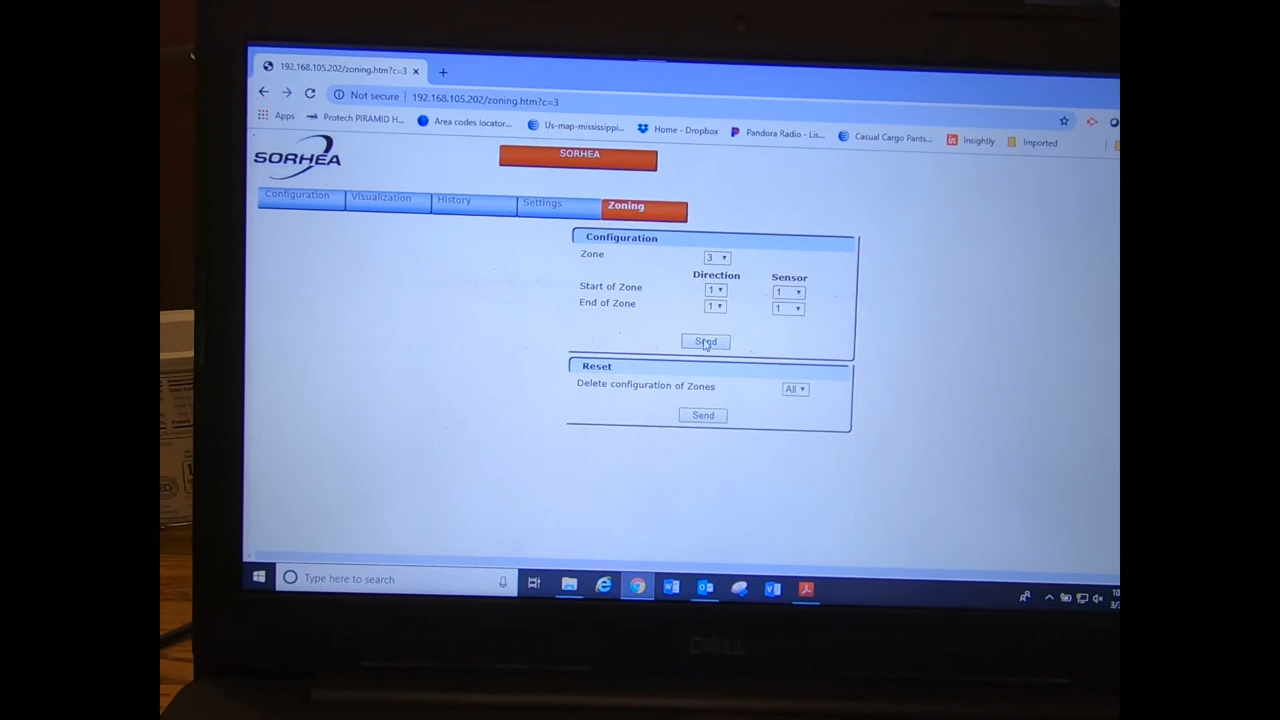 192.168.105.202/zoning.htm?c=3
Not secure 192.168.105.202/zoning.htm?c=3
Apps Protech PIRAMID H... Area codes locator... Us-map-mississippi... Home - Dropbox Pandora Radio - Lis... Casual Cargo Pants... Insightly Imported
SORHEA
SORHEA
Configuration Visualization History Settings Zoning
Configuration
Zone 3
Direction Sensor
Start of Zone 1 1
End of Zone 1 1
Send
Reset
Delete configuration of Zones All
Send
Type here to search
DELL